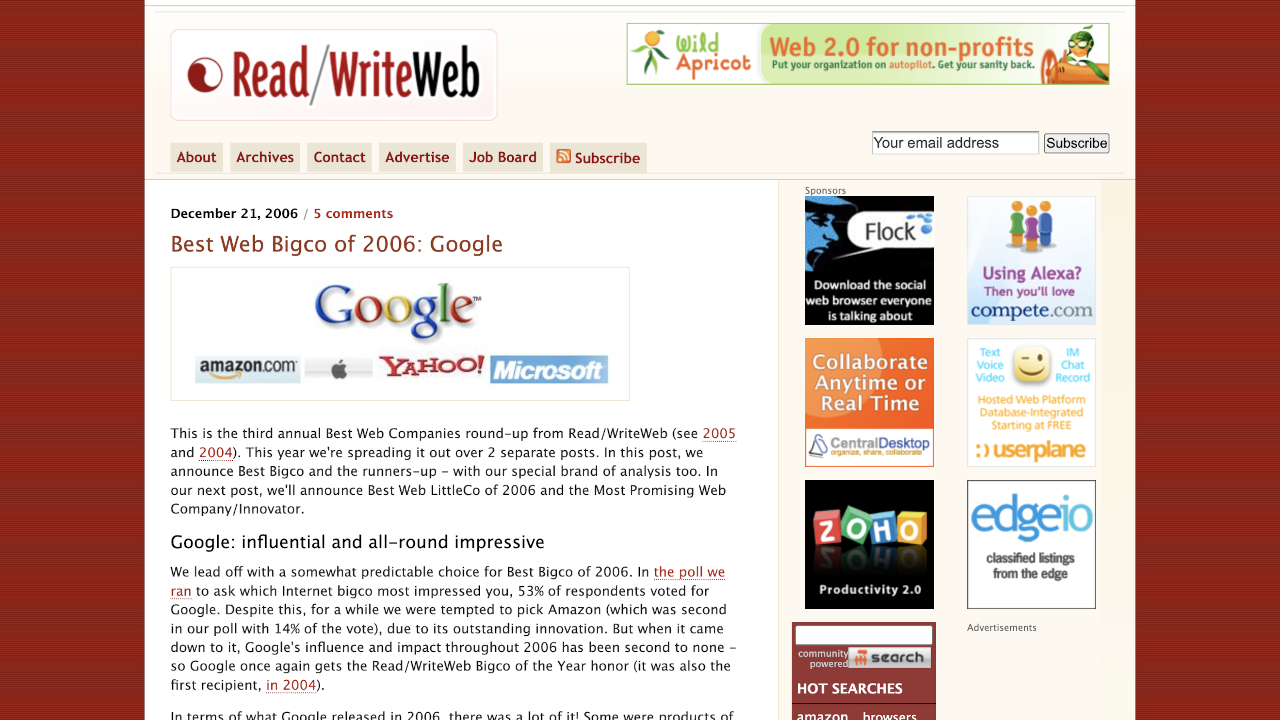 Read/WriteWeb
Wild Apricot
Web 2.0 for non-profits
Put your organization on autopilot. Get your sanity back.
Your email address
Subscribe
About
Archives
Contact
Advertise
Job Board
Subscribe
December 21, 2006 / 5 comments
Best Web Bigco of 2006: Google
Google™
amazon.com
YAHOO!
Microsoft
This is the third annual Best Web Companies round-up from Read/WriteWeb (see 2005
and 2004). This year we're spreading it out over 2 separate posts. In this post, we
announce Best Bigco and the runners-up - with our special brand of analysis too. In
our next post, we'll announce Best Web LittleCo of 2006 and the Most Promising Web
Company/Innovator.
Google: influential and all-round impressive
We lead off with a somewhat predictable choice for Best Bigco of 2006. In the poll we
ran to ask which Internet bigco most impressed you, 53% of respondents voted for
Google. Despite this, for a while we were tempted to pick Amazon (which was second
in our poll with 14% of the vote), due to its outstanding innovation. But when it came
down to it, Google's influence and impact throughout 2006 has been second to none -
so Google once again gets the Read/WriteWeb Bigco of the Year honor (it was also the
first recipient, in 2004).
In terms of what Google released in 2006, there was a lot of it! Some were products of
Sponsors
Flock
Download the social
web browser everyone
is talking about
Using Alexa?
Then you'll love
compete.com
Collaborate
Anytime or
Real Time
CentralDesktop
organize, share, collaborate
Text
Voice
Video
IM
Chat
Record
Hosted Web Platform
Database-Integrated
Starting at FREE
userplane
ZOHO
Productivity 2.0
edgeio
classified listings
from the edge
community
powered
search
HOT SEARCHES
amazon browsers
Advertisements